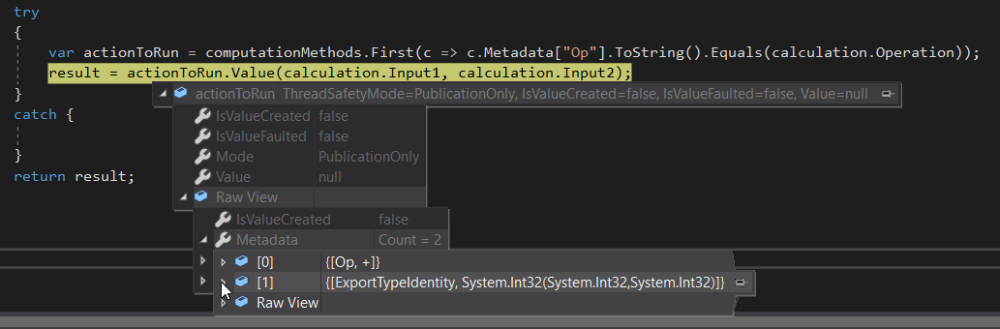 try
{
var actionToRun = computationMethods.First(c => c.Metadata["Op"].ToString().Equals(calculation.Operation));
result = actionToRun.Value(calculation.Input1, calculation.Input2);
} actionToRun ThreadSafetyMode=PublicationOnly, IsValueCreated=false, IsValueFaulted=false, Value=null
catch { IsValueCreated false
IsValueFaulted false
} Mode PublicationOnly
return result; Value null
Raw View
IsValueCreated false
Metadata Count = 2
[0] {[Op, +]}
[1] {[ExportTypeIdentity, System.Int32(System.Int32,System.Int32)]}
Raw View